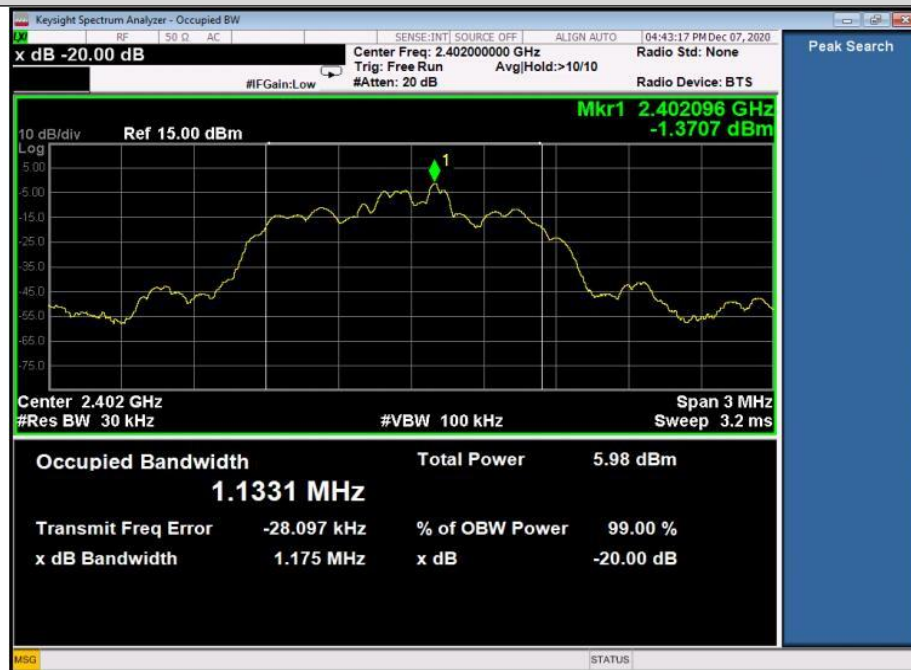 Keysight Spectrum Analyzer - Occupied BW
RF 50 Ω AC SENSE:INT SOURCE OFF ALIGN AUTO 04:43:17 PM Dec 07, 2020
x dB -20.00 dB Center Freq: 2.402000000 GHz Radio Std: None Peak Search
Trig: Free Run Avg|Hold:>10/10
#IFGain:Low #Atten: 20 dB Radio Device: BTS
Mkr1 2.402096 GHz
10 dB/div Ref 15.00 dBm -1.3707 dBm
Log
5.00
1
-5.00
-15.0
-25.0
-35.0
-45.0
-55.0
-65.0
-75.0
Center 2.402 GHz Span 3 MHz
#Res BW 30 kHz #VBW 100 kHz Sweep 3.2 ms
Occupied Bandwidth Total Power 5.98 dBm
1.1331 MHz
Transmit Freq Error -28.097 kHz % of OBW Power 99.00 %
x dB Bandwidth 1.175 MHz x dB -20.00 dB
MSG STATUS